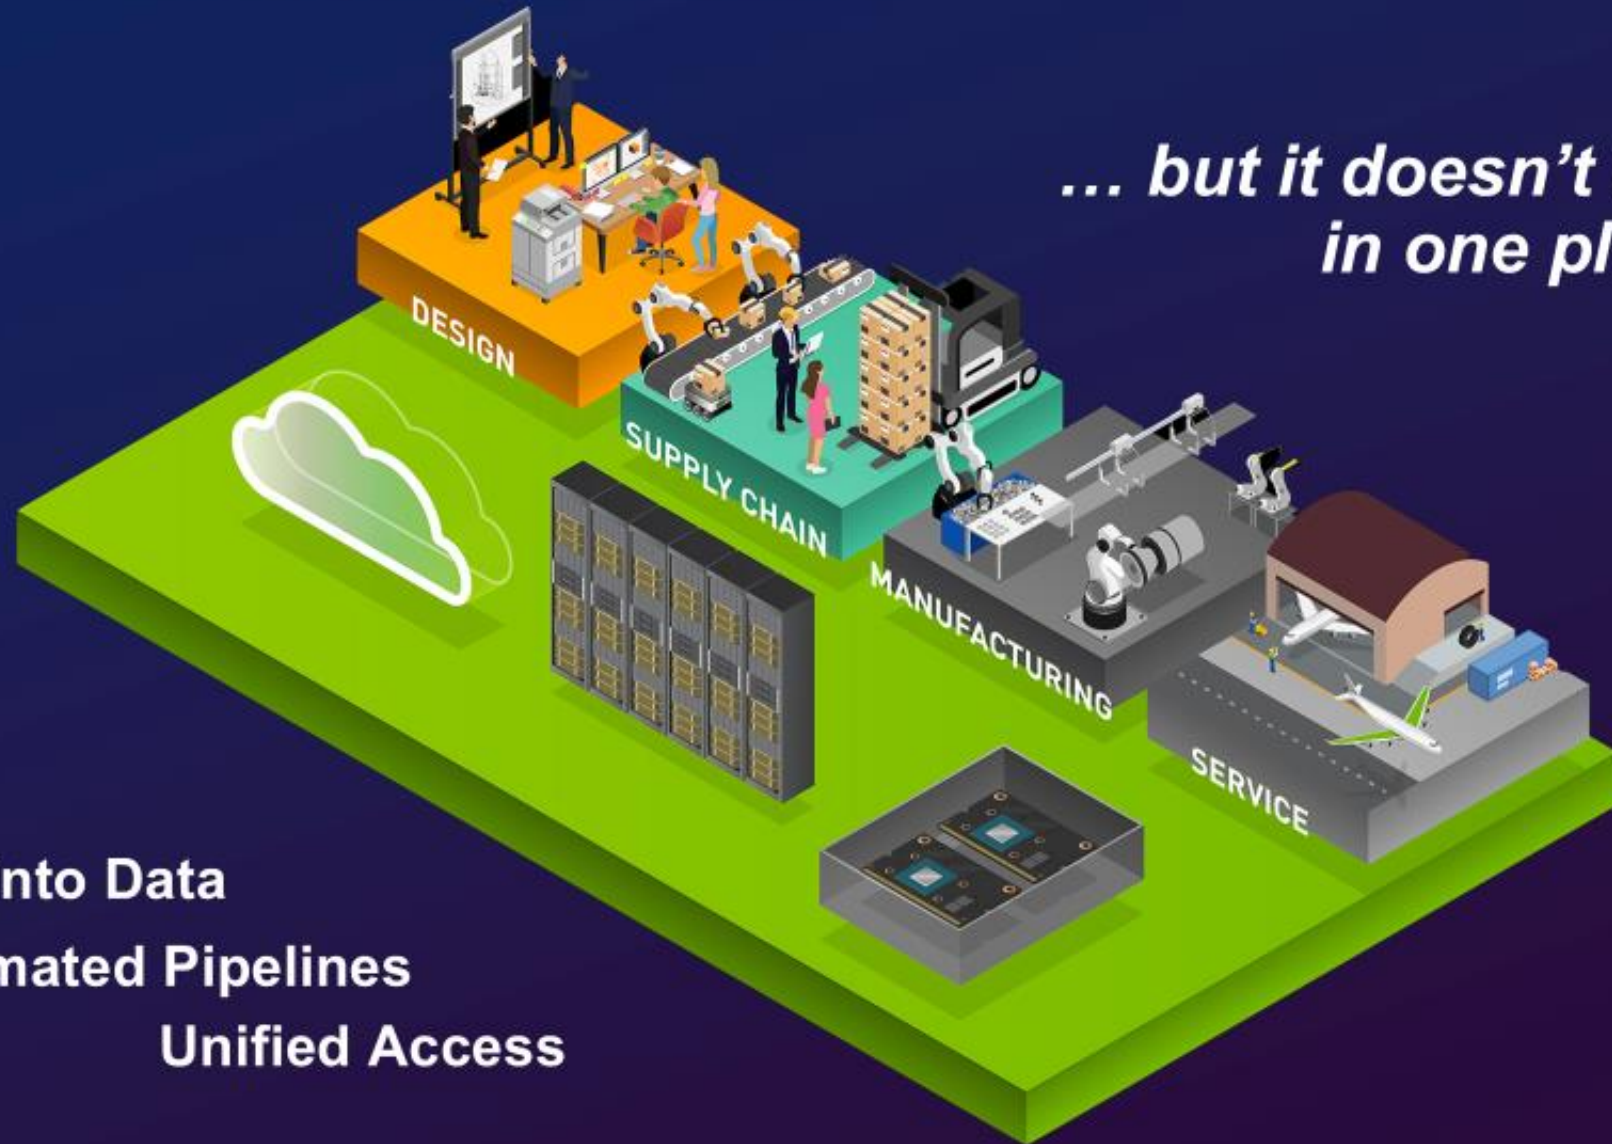 … but it doesn’t
in one pl
DESIGN
SUPPLY CHAIN
MANUFACTURING
SERVICE
nto Data
mated Pipelines
Unified Access